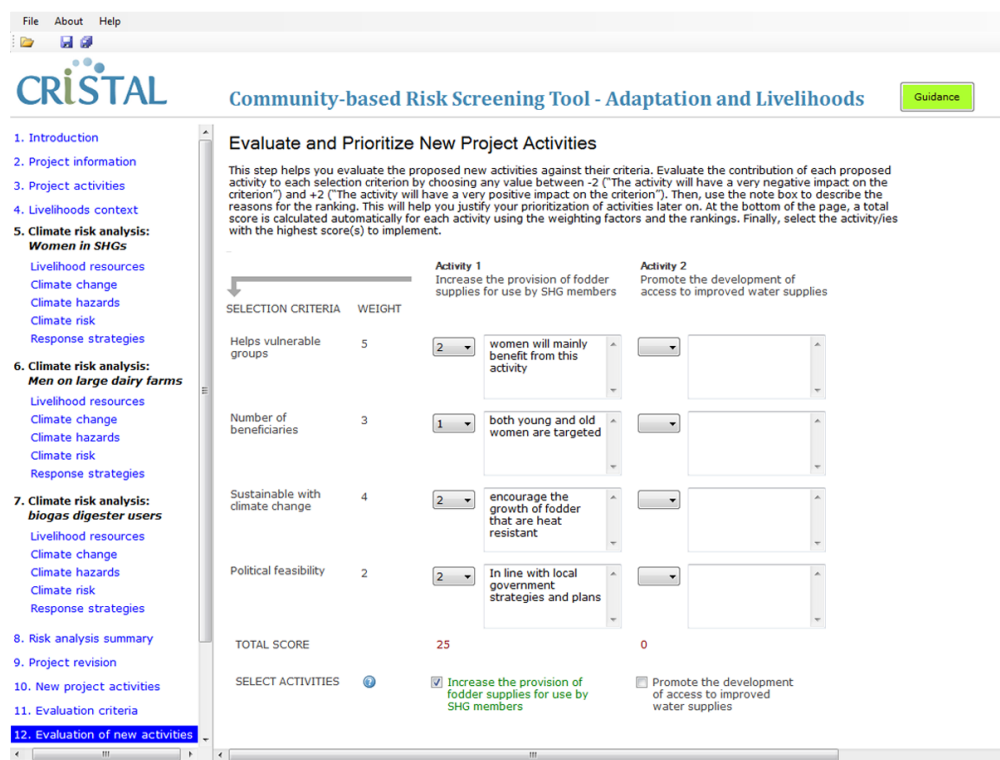 File About Help
CRiSTAL
Community-based Risk Screening Tool - Adaptation and Livelihoods
Guidance
1. Introduction
2. Project information
3. Project activities
4. Livelihoods context
5. Climate risk analysis:
Women in SHGs
Livelihood resources
Climate change
Climate hazards
Climate risk
Response strategies
6. Climate risk analysis:
Men on large dairy farms
Livelihood resources
Climate change
Climate hazards
Climate risk
Response strategies
7. Climate risk analysis:
biogas digester users
Livelihood resources
Climate change
Climate hazards
Climate risk
Response strategies
8. Risk analysis summary
9. Project revision
10. New project activities
11. Evaluation criteria
12. Evaluation of new activities
Evaluate and Prioritize New Project Activities
This step helps you evaluate the proposed new activities against their criteria. Evaluate the contribution of each proposed
activity to each selection criterion by choosing any value between -2 ("The activity will have a very negative impact on the
criterion") and +2 ("The activity will have a very positive impact on the criterion"). Then, use the note box to describe the
reasons for the ranking. This will help you justify your prioritization of activities later on. At the bottom of the page, a total
score is calculated automatically for each activity using the weighting factors and the rankings. Finally, select the activity/ies
with the highest score(s) to implement.
Activity 1
Increase the provision of fodder
supplies for use by SHG members
Activity 2
Promote the development of
access to improved water supplies
SELECTION CRITERIA WEIGHT
Helps vulnerable
groups
5
2
women will mainly
benefit from this
activity
Number of
beneficiaries
3
1
both young and old
women are targeted
Sustainable with
climate change
4
2
encourage the
growth of fodder
that are heat
resistant
Political feasibility
2
2
In line with local
government
strategies and plans
TOTAL SCORE 25 0
SELECT ACTIVITIES ?
Increase the provision of
fodder supplies for use by
SHG members
Promote the development
of access to improved
water supplies